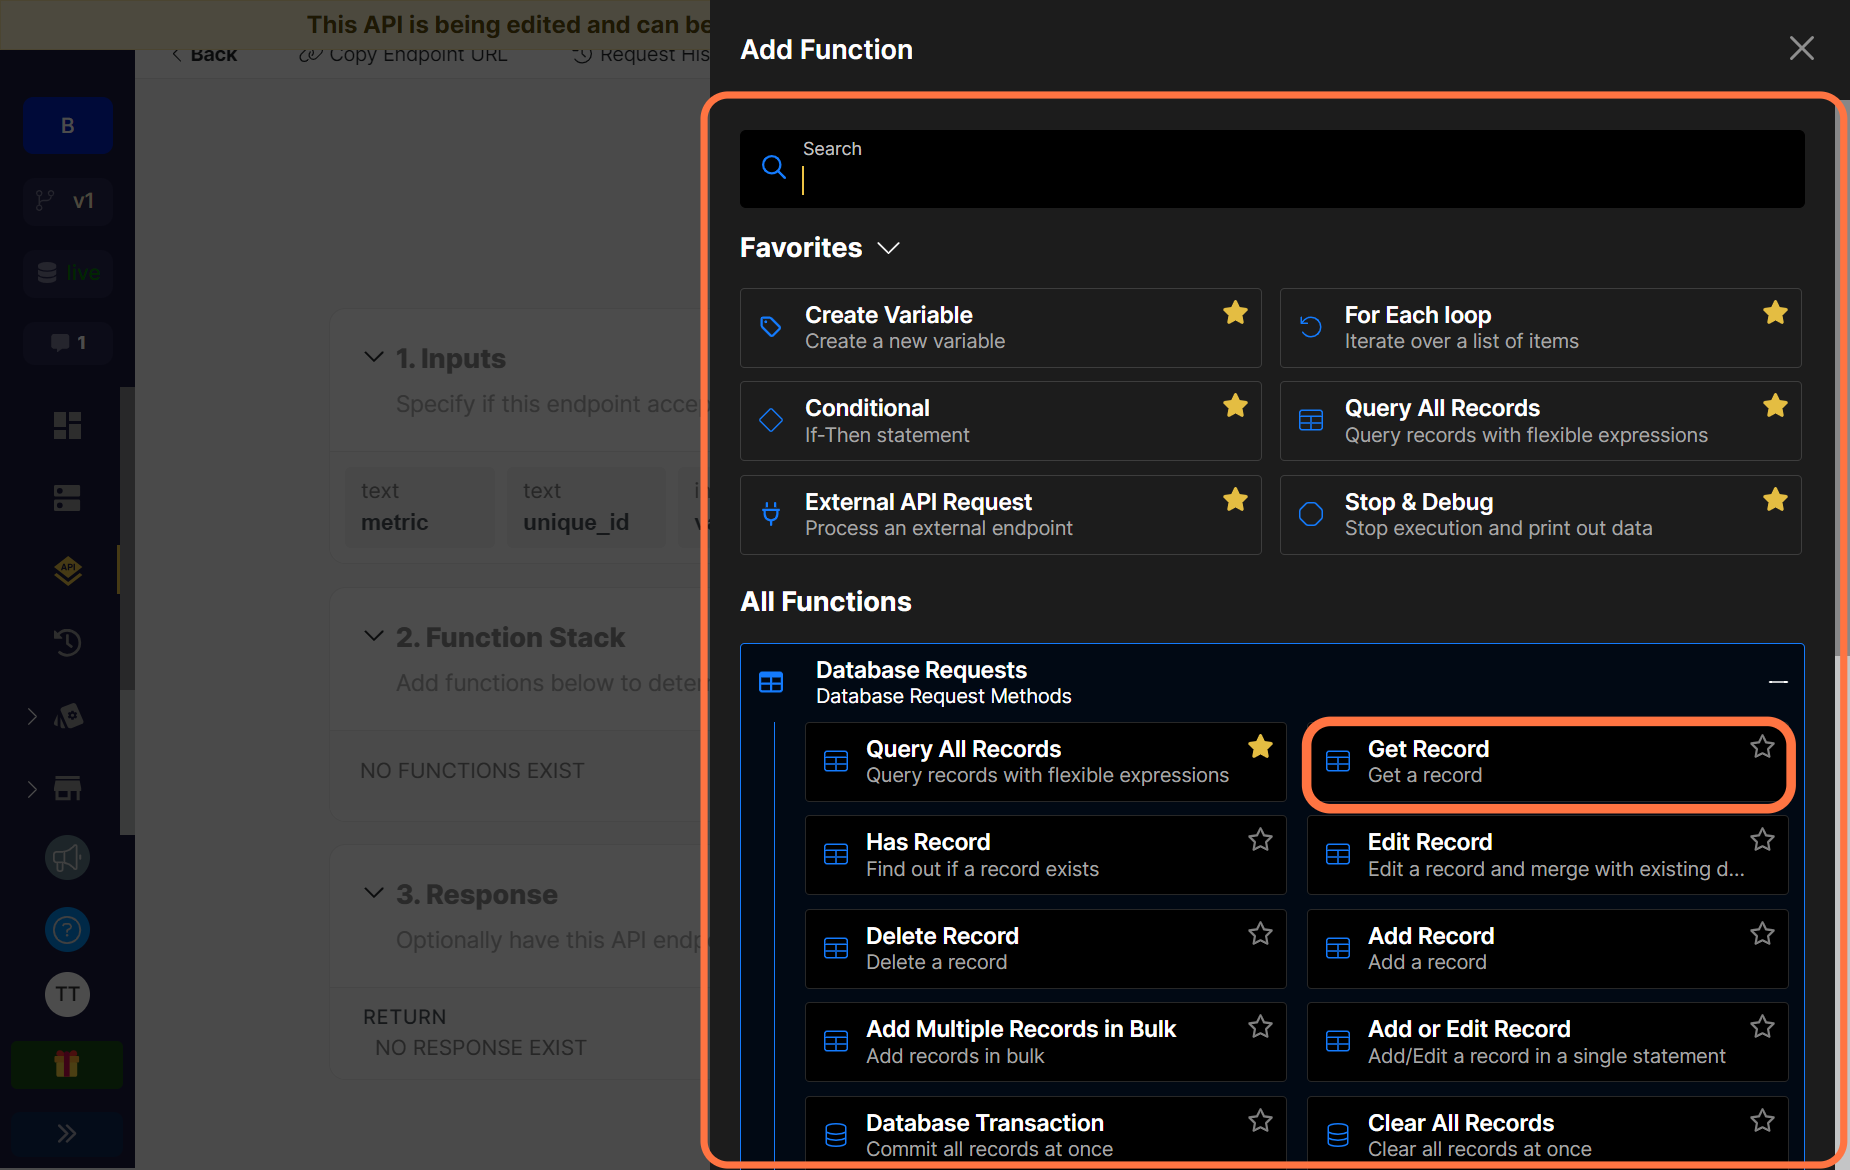 This API is being edited and can be
Back
Copy Endpoint URL
Request His
B
v1
live
1
API
?
TT
1. Inputs
Specify if this endpoint accep
text
metric
text
unique_id
in
va
2. Function Stack
Add functions below to deter
NO FUNCTIONS EXIST
3. Response
Optionally have this API endp
RETURN
NO RESPONSE EXIST
Add Function
Search
Favorites
Create Variable
Create a new variable
For Each loop
Iterate over a list of items
Conditional
If-Then statement
Query All Records
Query records with flexible expressions
External API Request
Process an external endpoint
Stop & Debug
Stop execution and print out data
All Functions
Database Requests
Database Request Methods
Query All Records
Query records with flexible expressions
Get Record
Get a record
Has Record
Find out if a record exists
Edit Record
Edit a record and merge with existing d...
Delete Record
Delete a record
Add Record
Add a record
Add Multiple Records in Bulk
Add records in bulk
Add or Edit Record
Add/Edit a record in a single statement
Database Transaction
Commit all records at once
Clear All Records
Clear all records at once